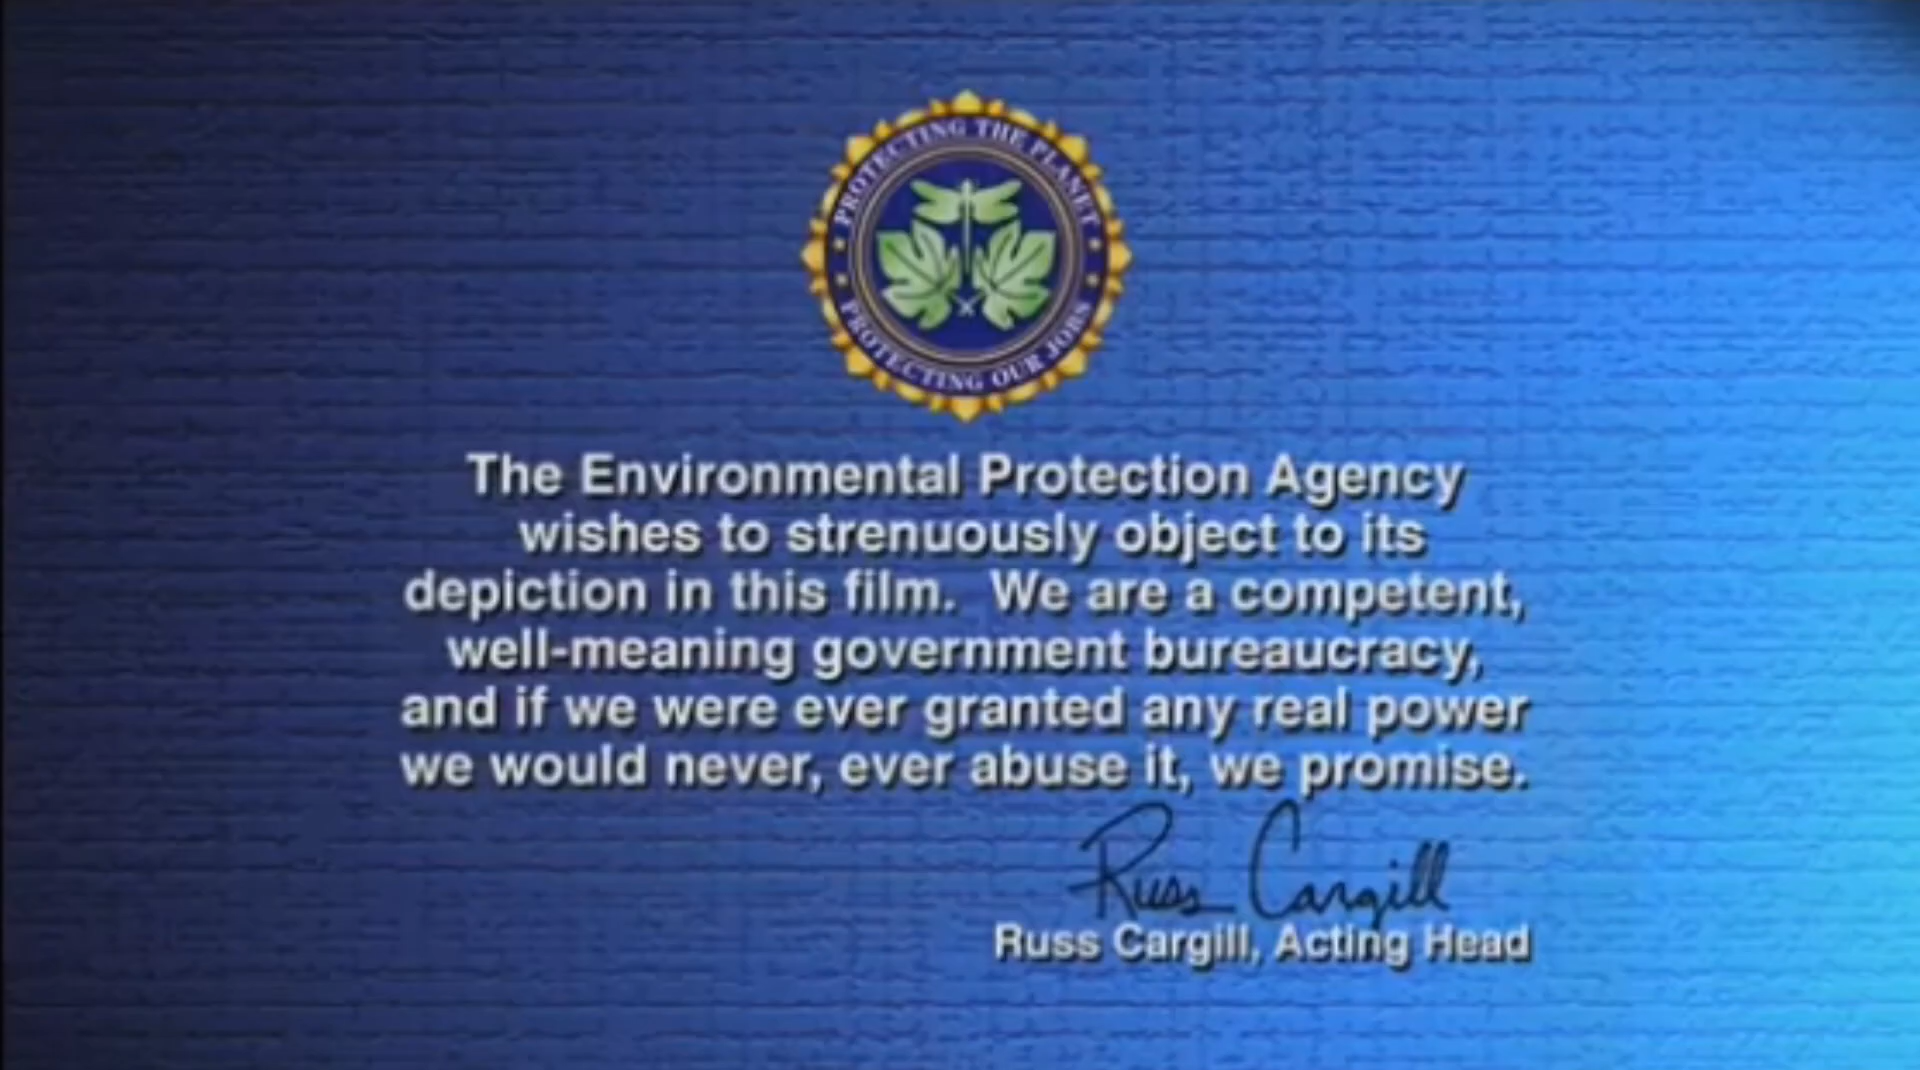 PROTECTING THE PLANET
PROTECTING OUR JOBS
The Environmental Protection Agency
wishes to strenuously object to its
depiction in this film. We are a competent,
well-meaning government bureaucracy,
and if we were ever granted any real power
we would never, ever abuse it, we promise.
Russ Cargill
Russ Cargill, Acting Head